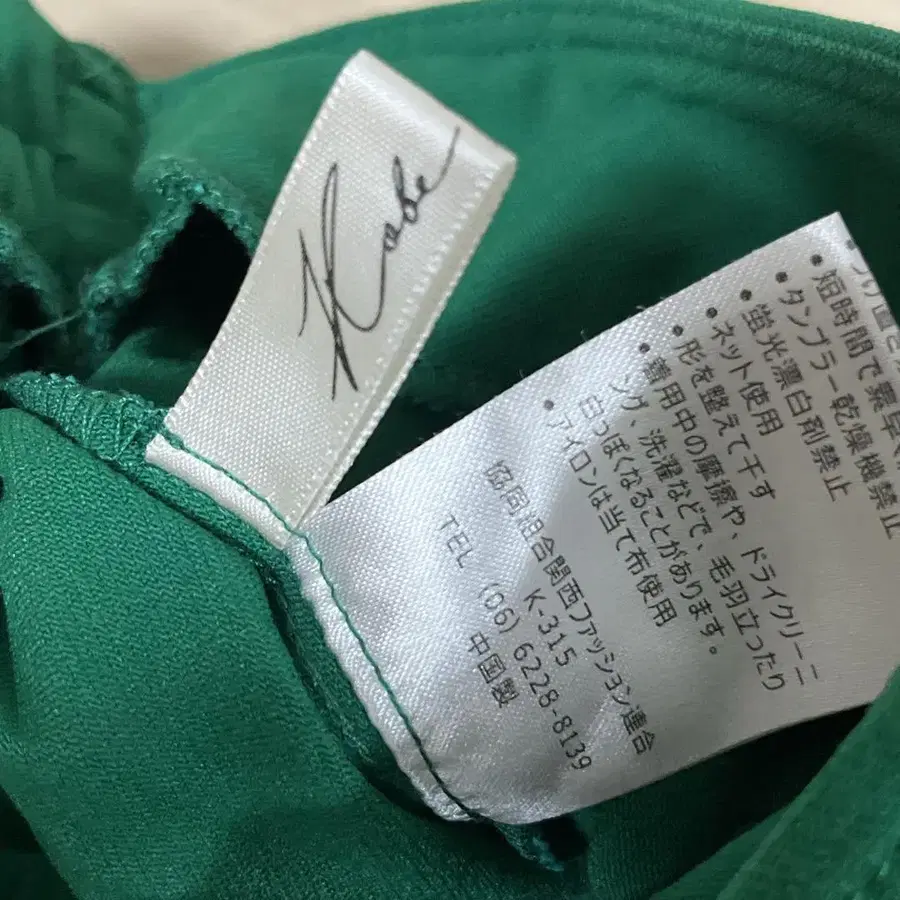 Kobe
短時間で素早く
タンブラー乾燥機禁止
蛍光漂白剤禁止
ネット使用
形を整えて干す
着用中の摩擦や、ドライクリーニ
ング、洗濯などで、毛羽立ったり
白っぽくなることがあります。
アイロンは当て布使用
協同組合関西ファッション連合
K-315
TEL (06) 6228-8139
中国製